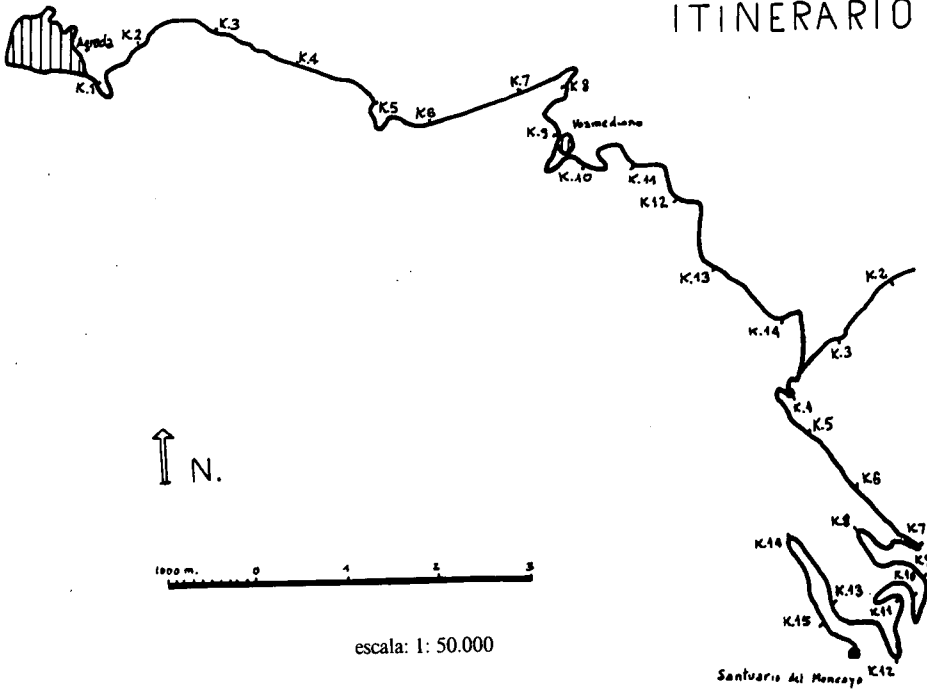 ITINERARIO
Agreda
K.1
K.2
K.3
K.4
K.5
K.6
K.7
K.8
K.9
Vozmediano
K.10
K.11
K.12
K.13
K.14
K.2
K.3
K.4
K.5
K.6
K.7
K.8
K.9
K.10
K.11
K.12
K.13
K.14
K.15
Santuario del Moncayo
N.
1000 m. 0 1 2 3
escala: 1: 50.000